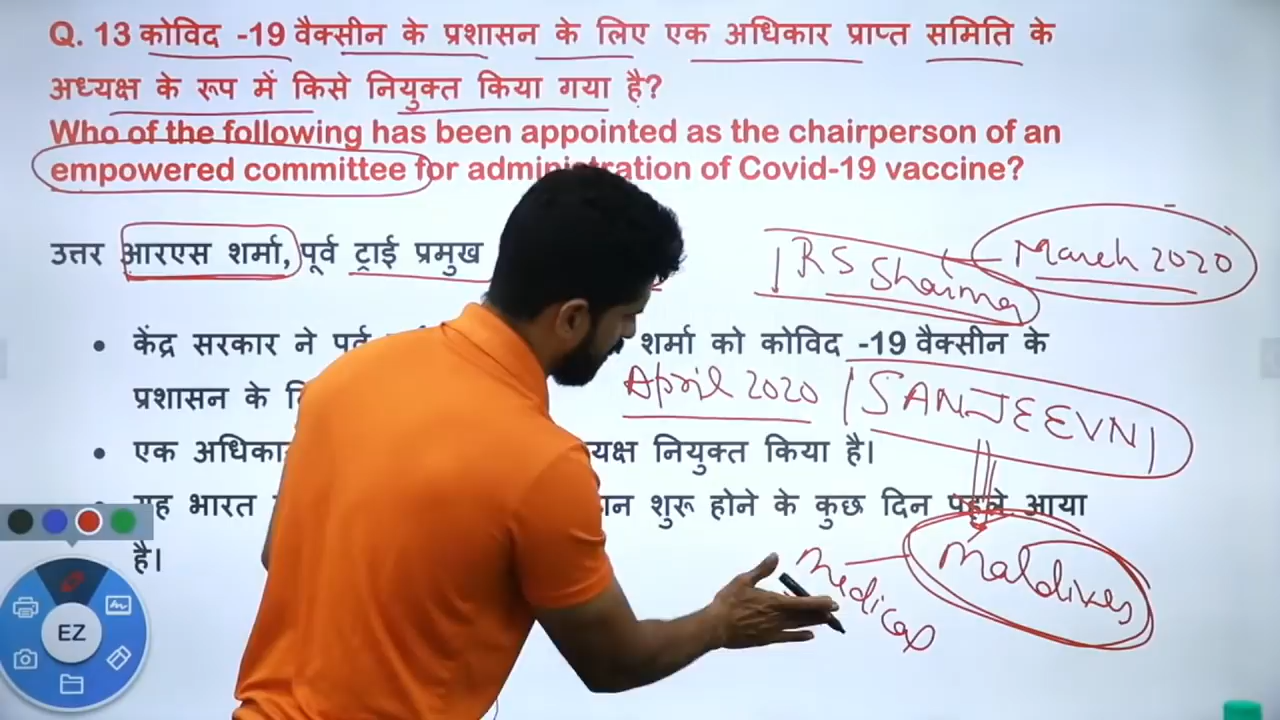 Q. 13 कोविद -19 वैक्सीन के प्रशासन के लिए एक अधिकार प्राप्त समिति के
अध्यक्ष के रूप में किसे नियुक्त किया गया है?
Who of the following has been appointed as the chairperson of an
empowered committee for administration of Covid-19 vaccine?
उत्तर आरएस शर्मा, पूर्व ट्राई प्रमुख
RS Sharma
March 2020
केंद्र सरकार ने पूर्व शर्मा को कोविद -19 वैक्सीन के
प्रशासन के
April 2020 SANJEEVNI
एक यक्ष नियुक्त किया है।
यह भारत शुरू होने के कुछ दिन पहले आया
है।
Maldives
Medical
EZ